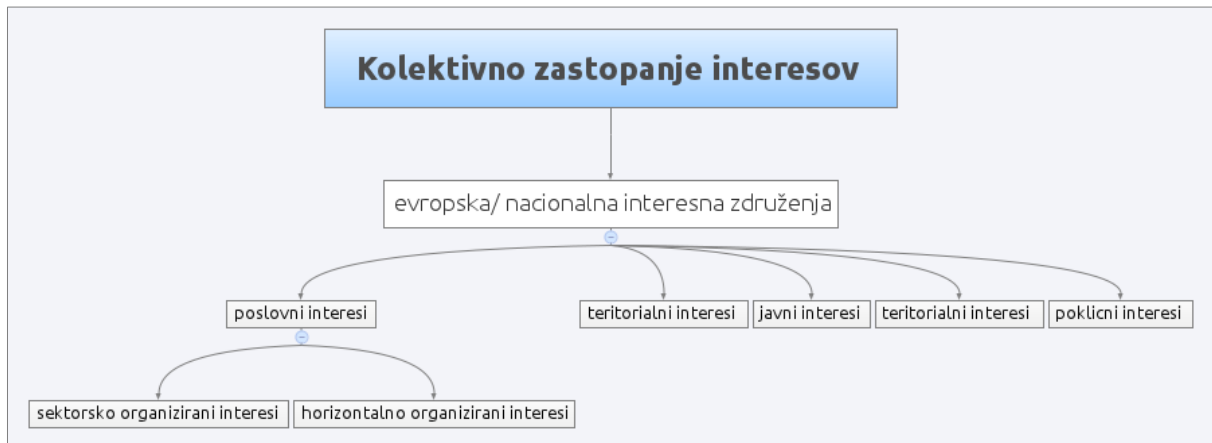 Kolektivno zastopanje interesov
evropska/ nacionalna interesna združenja
poslovni interesi
teritorialni interesi
javni interesi
teritorialni interesi
poklicni interesi
sektorsko organizirani interesi
horizontalno organizirani interesi